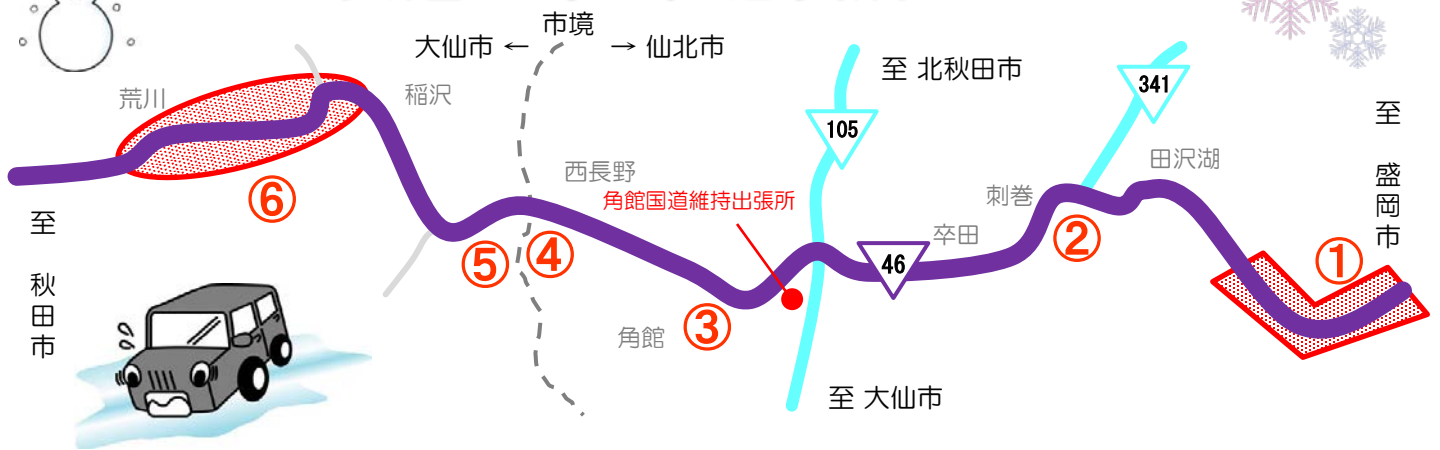 市境
大仙市 ← → 仙北市
至 北秋田市
341
荒川
稲沢
105
至 盛岡市
田沢湖
西長野
角館国道維持出張所
刺巻
⑥
至 秋田市
②
卒田
⑤
④
46
①
③
角館
至 大仙市